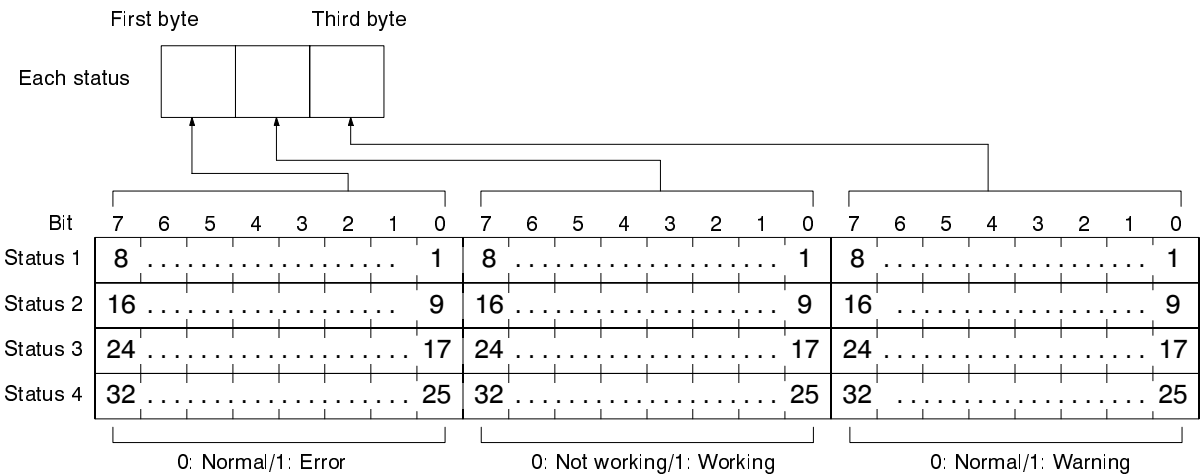 First byte Third byte
Each status
Bit 7 6 5 4 3 2 1 0 7 6 5 4 3 2 1 0 7 6 5 4 3 2 1 0
Status 1 8 ................... 1 8 .................... 1 8 .................... 1
Status 2 16 ................... 9 16 .................... 9 16 ................... 9
Status 3 24 .................... 17 24 .................... 17 24 .................... 17
Status 4 32 .................... 25 32 .................... 25 32 ................... 25
0: Normal/1: Error 0: Not working/1: Working 0: Normal/1: Warning